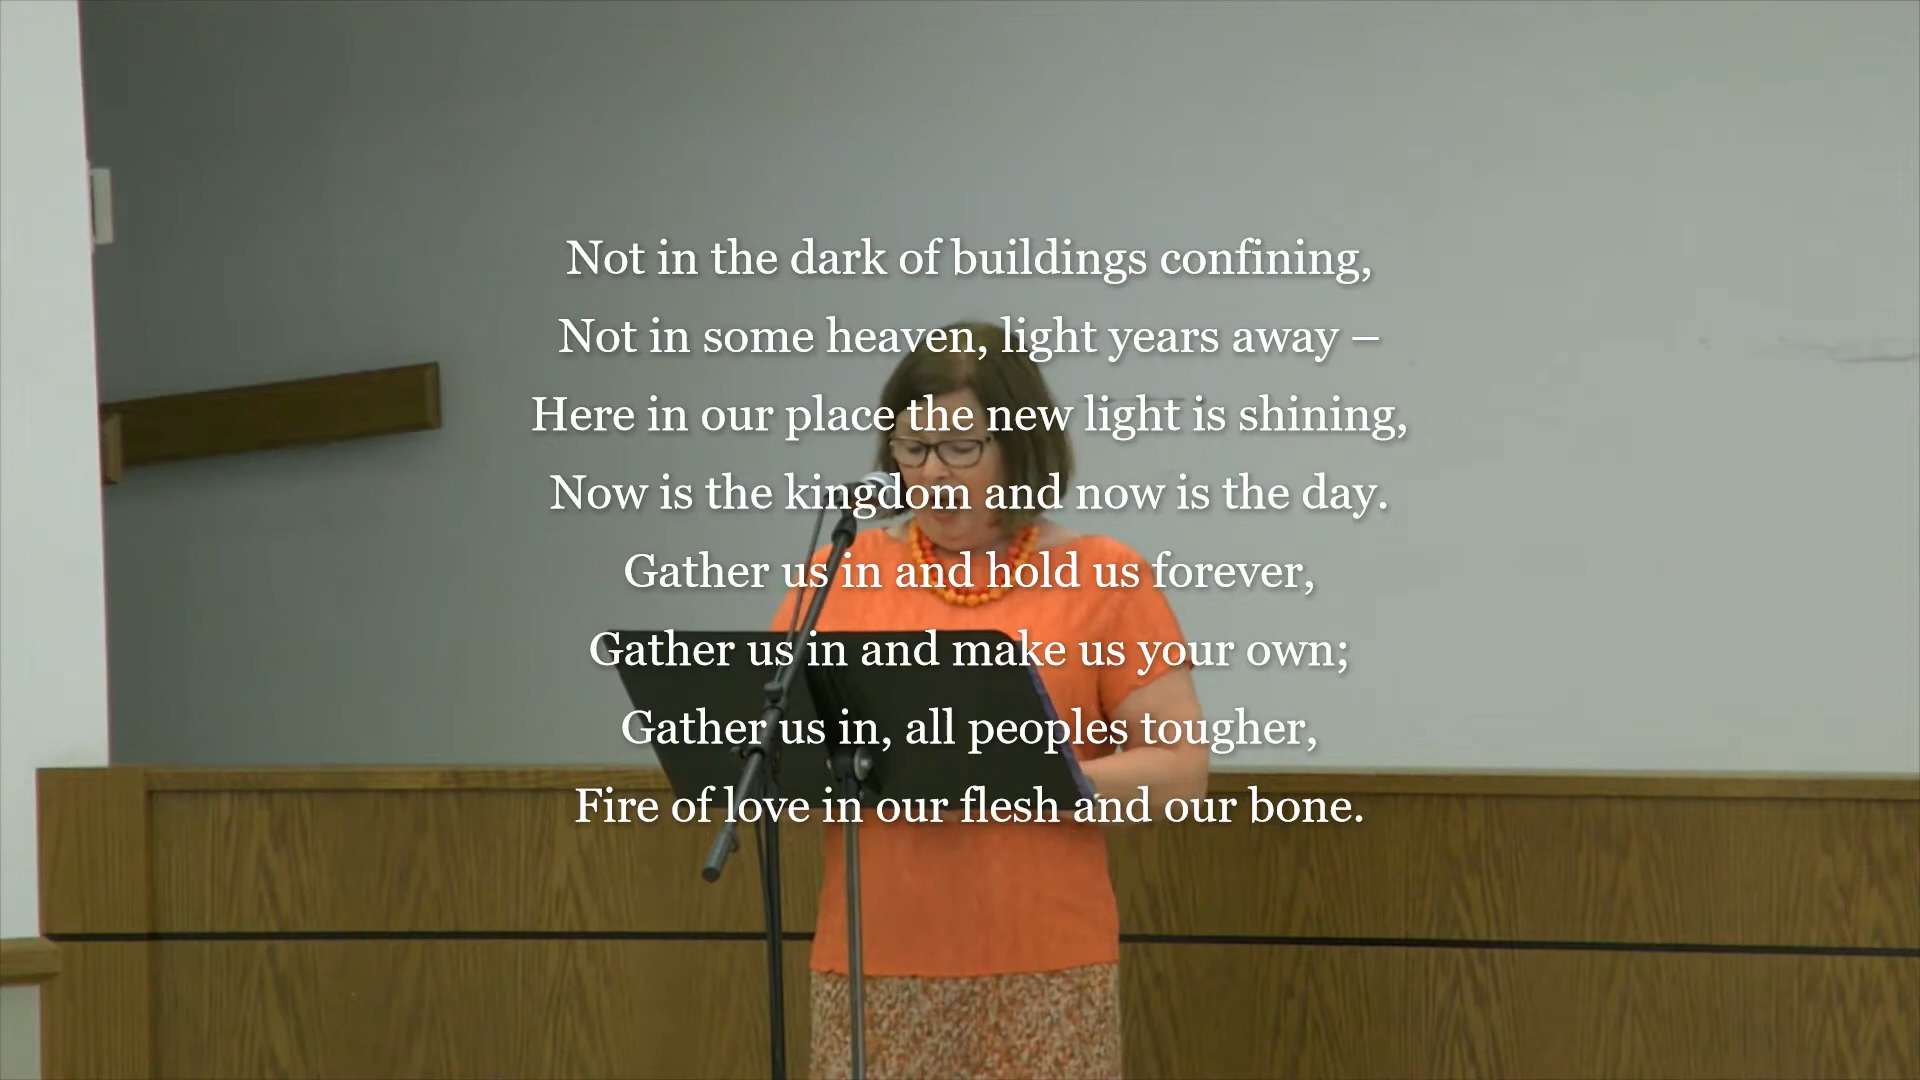 Not in the dark of buildings confining,
Not in some heaven, light years away –
Here in our place the new light is shining,
Now is the kingdom and now is the day.
Gather us in and hold us forever,
Gather us in and make us your own;
Gather us in, all peoples tougher,
Fire of love in our flesh and our bone.